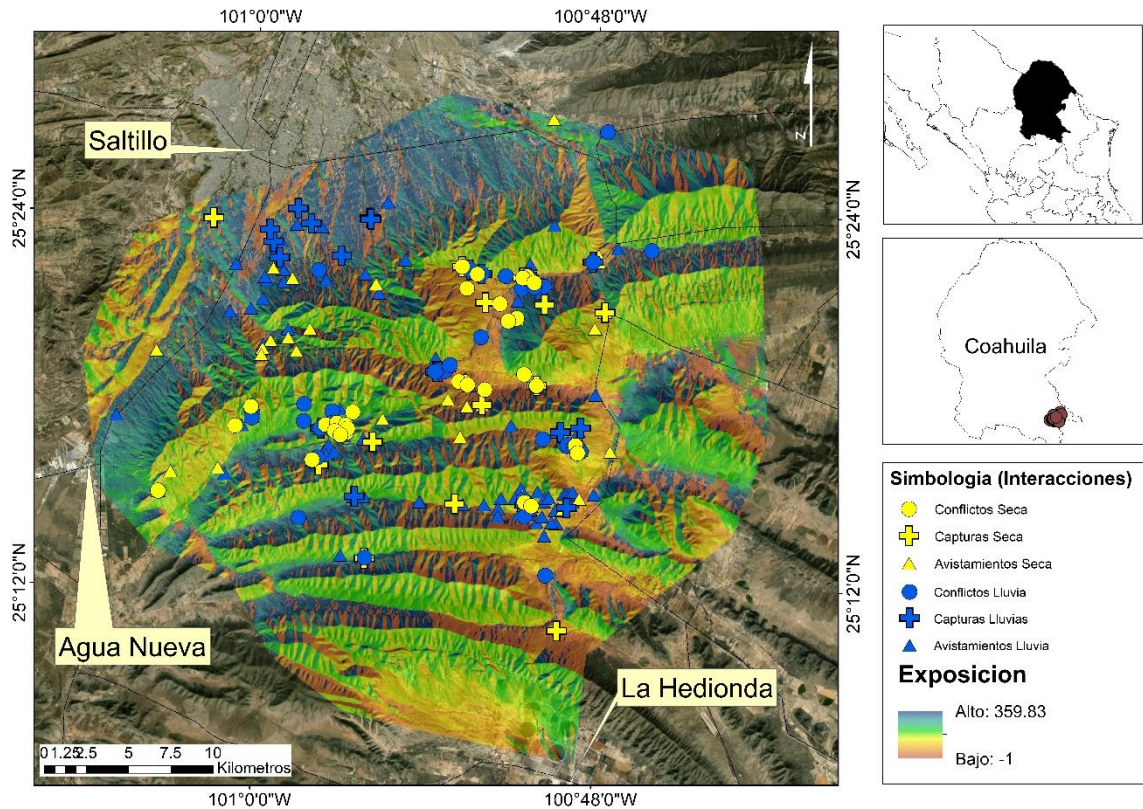 101°0'0"W
100°48'0"W
Saltillo
N
25°24'0"N
25°24'0"N
25°12'0"N
25°12'0"N
Agua Nueva
La Hedionda
0 1.25 2.5 5 7.5 10
Kilometros
101°0'0"W
100°48'0"W
Coahuila
Simbologia (Interacciones)
Conflictos Seca
Capturas Seca
Avistamientos Seca
Conflictos Lluvia
Capturas Lluvias
Avistamientos Lluvia
Exposicion
Alto: 359.83
Bajo: -1